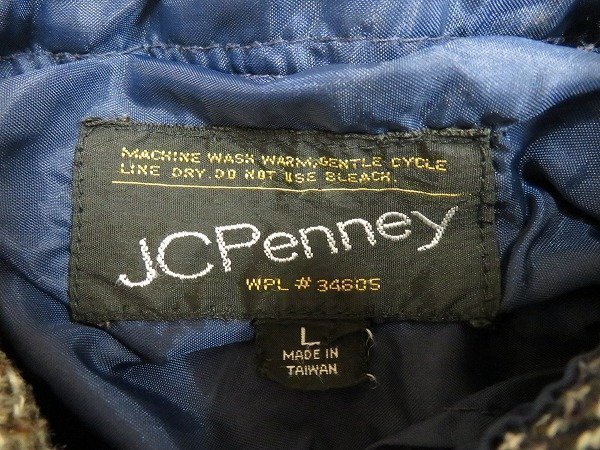 MACHINE WASH WARM, GENTLE CYCLE
LINE DRY. DO NOT USE BLEACH.
JCPenney
WPL # 34605
L
MADE IN
TAIWAN